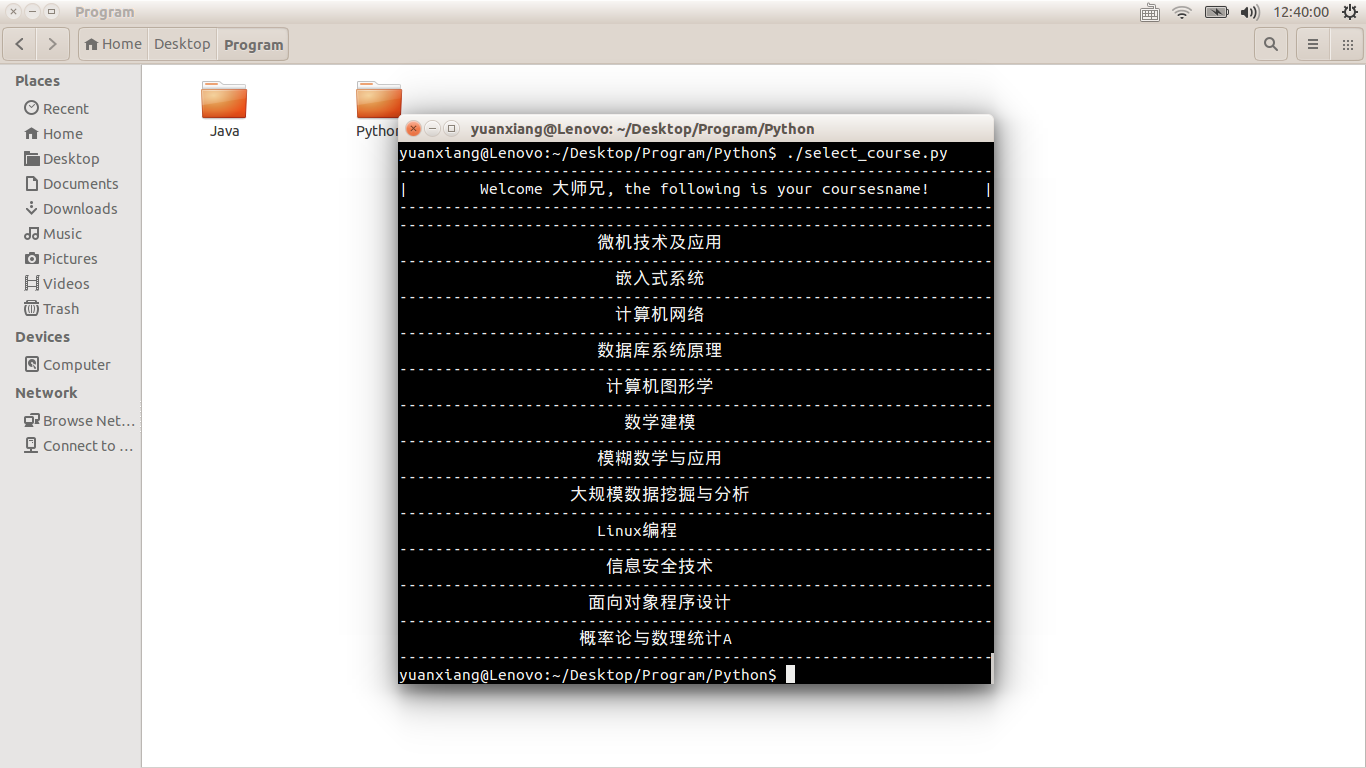 Program
12:40:00
Home Desktop Program
Places
Recent
Home
Desktop
Documents
Downloads
Music
Pictures
Videos
Trash
Devices
Computer
Network
Browse Net...
Connect to ...
Java
Python
yuanxiang@Lenovo: ~/Desktop/Program/Python
yuanxiang@Lenovo:~/Desktop/Program/Python$ ./select_course.py
------------------------------------------------------------------
| Welcome 大师兄, the following is your coursesname! |
------------------------------------------------------------------
------------------------------------------------------------------
微机技术及应用
------------------------------------------------------------------
嵌入式系统
------------------------------------------------------------------
计算机网络
------------------------------------------------------------------
数据库系统原理
------------------------------------------------------------------
计算机图形学
------------------------------------------------------------------
数学建模
------------------------------------------------------------------
模糊数学与应用
------------------------------------------------------------------
大规模数据挖掘与分析
------------------------------------------------------------------
Linux编程
------------------------------------------------------------------
信息安全技术
------------------------------------------------------------------
面向对象程序设计
------------------------------------------------------------------
概率论与数理统计A
------------------------------------------------------------------
yuanxiang@Lenovo:~/Desktop/Program/Python$